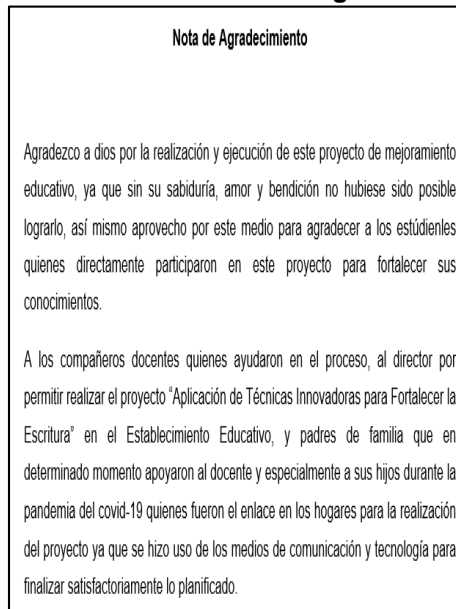 Nota de Agradecimiento
Agradezco a dios por la realización y ejecución de este proyecto de mejoramiento
educativo, ya que sin su sabiduría, amor y bendición no hubiese sido posible
lograrlo, así mismo aprovecho por este medio para agradecer a los estúdienles
quienes directamente participaron en este proyecto para fortalecer sus
conocimientos.
A los compañeros docentes quienes ayudaron en el proceso, al director por
permitir realizar el proyecto "Aplicación de Técnicas Innovadoras para Fortalecer la
Escritura" en el Establecimiento Educativo, y padres de familia que en
determinado momento apoyaron al docente y especialmente a sus hijos durante la
pandemia del covid-19 quienes fueron el enlace en los hogares para la realización
del proyecto ya que se hizo uso de los medios de comunicación y tecnología para
finalizar satisfactoriamente lo planificado.